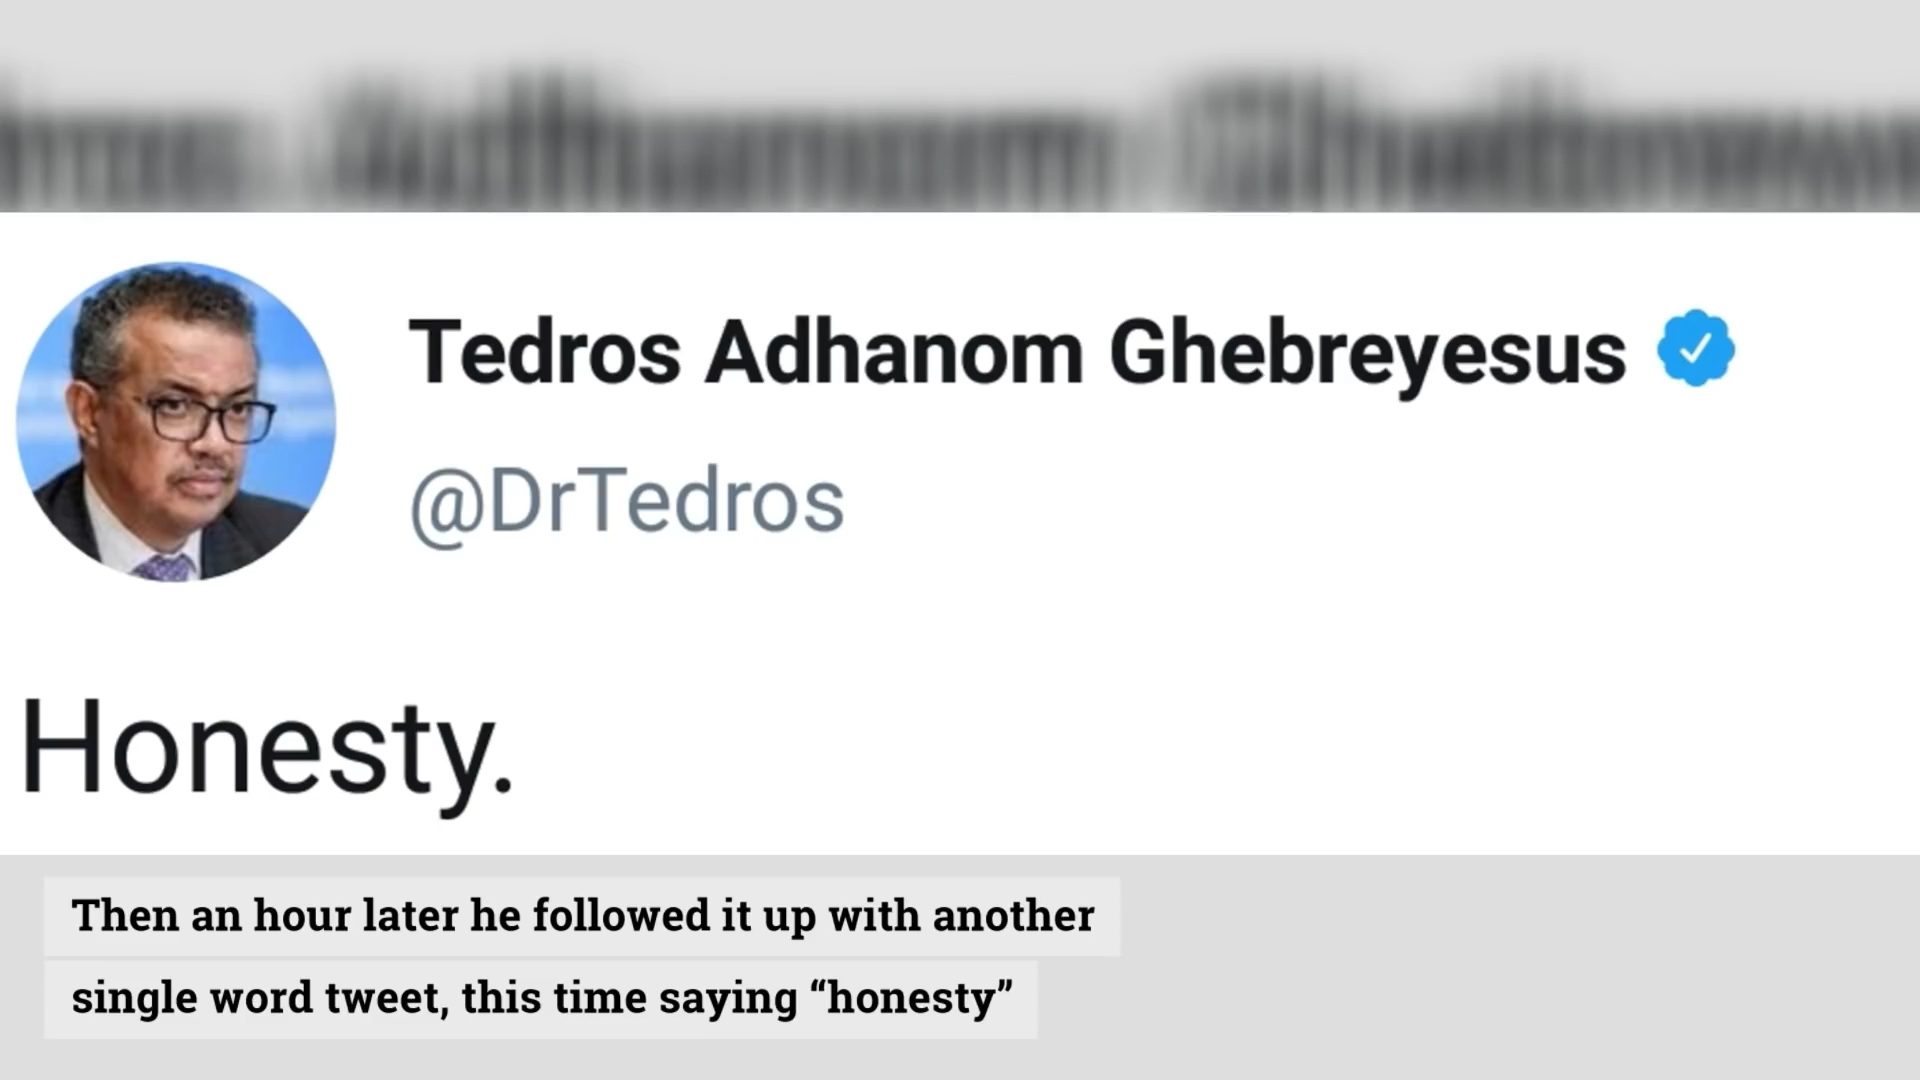 Tedros Adhanom Ghebreyesus
@DrTedros
Honesty.
Then an hour later he followed it up with another
single word tweet, this time saying “honesty”